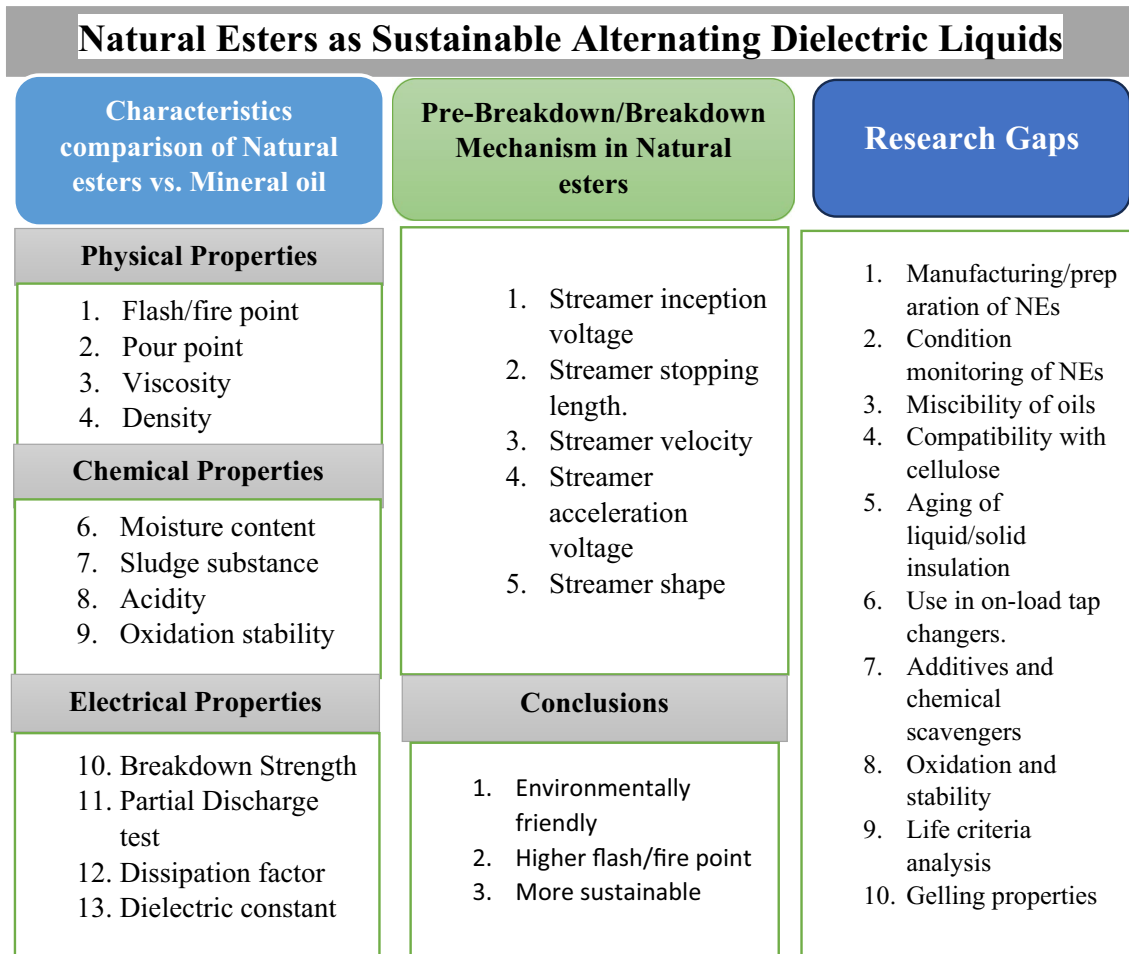 Natural Esters as Sustainable Alternating Dielectric Liquids
Characteristics
comparison of Natural
esters vs. Mineral oil
Physical Properties
1. Flash/fire point
2. Pour point
3. Viscosity
4. Density
Chemical Properties
6. Moisture content
7. Sludge substance
8. Acidity
9. Oxidation stability
Electrical Properties
10. Breakdown Strength
11. Partial Discharge
test
12. Dissipation factor
13. Dielectric constant
Pre-Breakdown/Breakdown
Mechanism in Natural
esters
1. Streamer inception
voltage
2. Streamer stopping
length.
3. Streamer velocity
4. Streamer
acceleration
voltage
5. Streamer shape
Conclusions
1. Environmentally
friendly
2. Higher flash/fire point
3. More sustainable
Research Gaps
1. Manufacturing/prep
aration of NEs
2. Condition
monitoring of NEs
3. Miscibility of oils
4. Compatibility with
cellulose
5. Aging of
liquid/solid
insulation
6. Use in on-load tap
changers.
7. Additives and
chemical
scavengers
8. Oxidation and
stability
9. Life criteria
analysis
10. Gelling properties